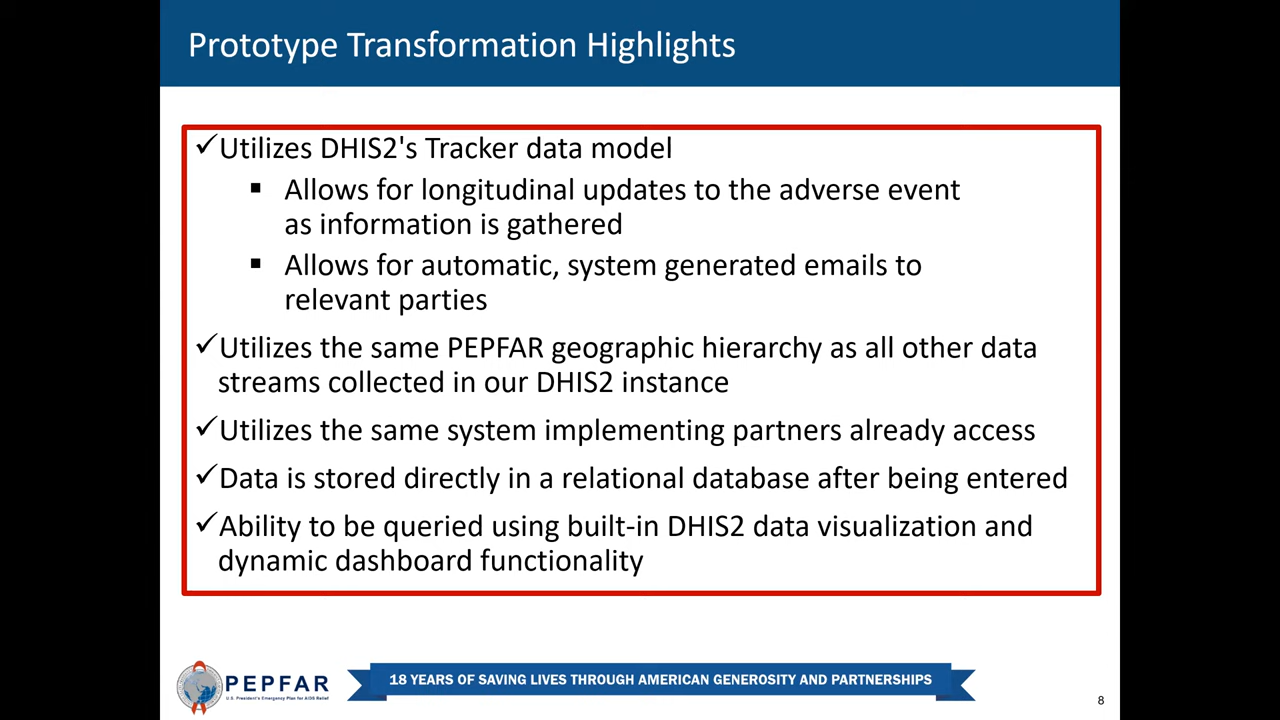 Prototype Transformation Highlights
✓Utilizes DHIS2's Tracker data model
▪ Allows for longitudinal updates to the adverse event
as information is gathered
▪ Allows for automatic, system generated emails to
relevant parties
✓Utilizes the same PEPFAR geographic hierarchy as all other data
streams collected in our DHIS2 instance
✓Utilizes the same system implementing partners already access
✓Data is stored directly in a relational database after being entered
✓Ability to be queried using built-in DHIS2 data visualization and
dynamic dashboard functionality
PEPFAR
U.S. President's Emergency Plan for AIDS Relief
18 YEARS OF SAVING LIVES THROUGH AMERICAN GENEROSITY AND PARTNERSHIPS
8